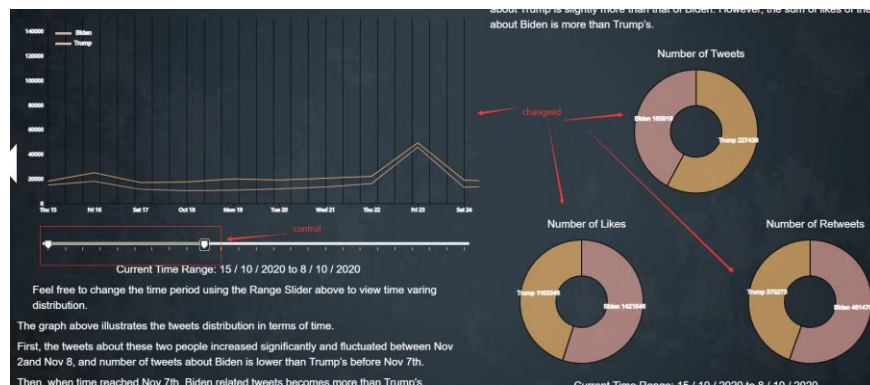 about Trump is slightly more than that of Biden. However, the sum of likes of the
about Biden is more than Trump's.
140000
Biden
Trump
120000
100000
80000
60000
40000
20000
0
Tho 15
Fri 16
Sat 17
Oct 18
Mon 19
Tue 20
Wed 21
Thu 22
Fri 23
Sat 24
changeed
control
Current Time Range: 15 / 10 / 2020 to 8 / 10 / 2020
Feel free to change the time period using the Range Slider above to view time varing
distribution.
The graph above illustrates the tweets distribution in terms of time.
First, the tweets about these two people increased significantly and fluctuated between Nov
2and Nov 8, and number of tweets about Biden is lower than Trump's before Nov 7th.
Then, when time reached Nov 7th, Biden related tweets becomes more than Trump's
Number of Tweets
Biden 165919
Trump 227436
Number of Likes
Trump 1163346
Biden 1421546
Number of Retweets
Trump 370273
Biden
Current Time Range: 15 / 10 / 2020 to 8 / 10 / 2020